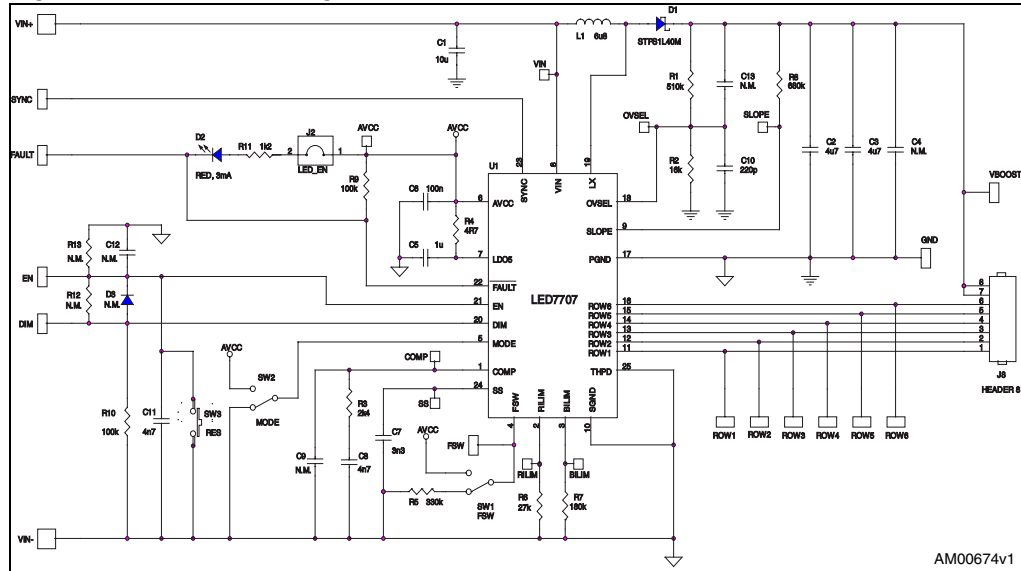 VIN+
L1 6u8
D1
STPS1L40M
C1
10u
VIN
R1
510k
C13
N.M.
R8
680k
SYNC
OVSEL
SLOPE
D2
R11 1k2
J2
2
1
LED_EN
AVCC
AVCC
FAULT
RED, 3mA
R9
100k
C6 100n
R4
4R7
C5 1u
U1
23
SYNC
8
VIN
19
LX
R2
16k
C10
220p
C2
4u7
C3
4u7
C4
N.M.
VBOOST
GND
6 AVCC
7 LDO5
22 FAULT
21 EN
20 DIM
5 MODE
1 COMP
24 SS
LED7707
OVSEL 18
SLOPE 9
PGND 17
ROW6 16
ROW5 15
ROW4 14
ROW3 13
ROW2 12
ROW1 11
THPD 25
FSW
4
RILIM
2
BILIM
3
SGND
10
8
7
6
5
4
3
2
1
J8
HEADER 8
R13
N.M.
C12
N.M.
EN
R12
N.M.
D3
N.M.
DIM
AVCC
SW2
MODE
COMP
SS
R10
100k
C11
4n7
SW3
RES
R3
2k4
C9
N.M.
C8
4n7
C7
3n3
AVCC
FSW
R5 330k
SW1
FSW
RILIM
BILIM
R6
27k
R7
180k
ROW1
ROW2
ROW3
ROW4
ROW5
ROW6
VIN-
AM00674v1